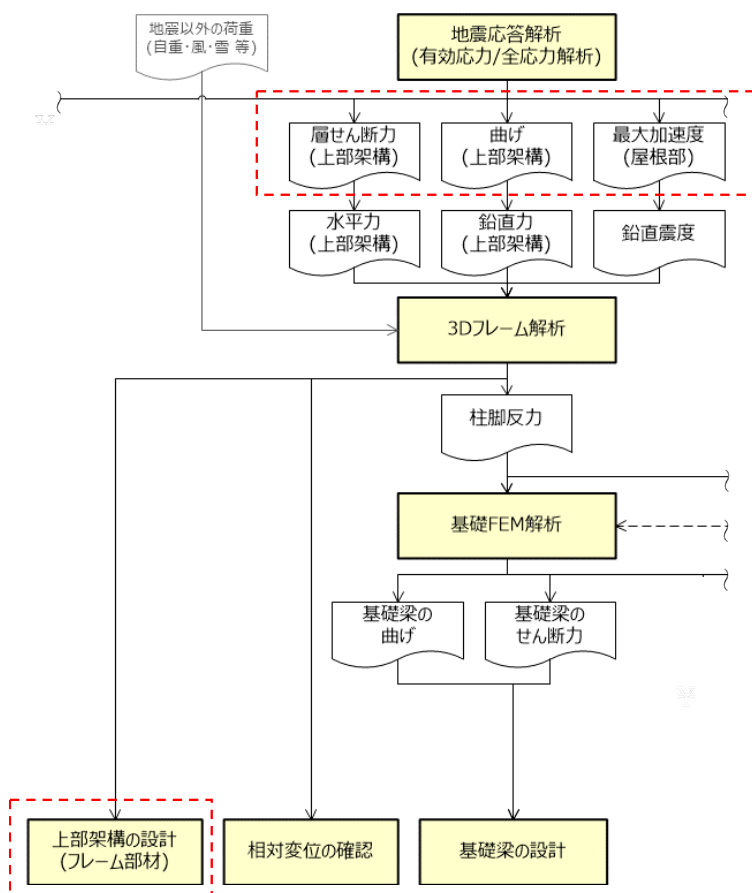 地震以外の荷重
(自重･風･雪 等)
地震応答解析
(有効応力/全応力解析)
層せん断力
(上部架構)
曲げ
(上部架構)
最大加速度
(屋根部)
水平力
(上部架構)
鉛直力
(上部架構)
鉛直震度
3Dフレーム解析
柱脚反力
基礎FEM解析
基礎梁の
曲げ
基礎梁の
せん断力
上部架構の設計
(フレーム部材)
相対変位の確認
基礎梁の設計